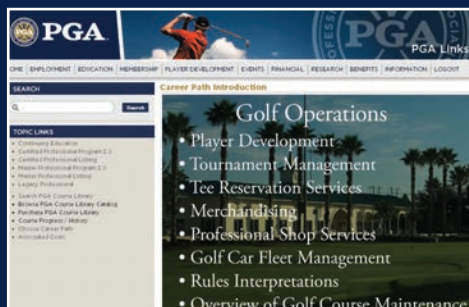 PGA
PGA Links
OME EMPLOYMENT EDUCATION MEMBERSHIP PLAYER DEVELOPMENT EVENTS FINANCIAL RESEARCH BENEFITS INFORMATION LOGOUT
SEARCH
Search
TOPIC LINKS
Continuing Education
Certified Professional Program 2.0
Certified Professional Listing
Master Professional Program 2.0
Master Professional Listing
Legacy Professional
Search PGA Course Library
Browse PGA Course Library Catalog
Purchase PGA Course Library
Course Progress / History
Choose Career Path
Associated Costs
Career Path Introduction
Golf Operations
• Player Development
• Tournament Management
• Tee Reservation Services
• Merchandising
• Professional Shop Services
• Golf Car Fleet Management
• Rules Interpretations
• Overview of Golf Course Maintenance